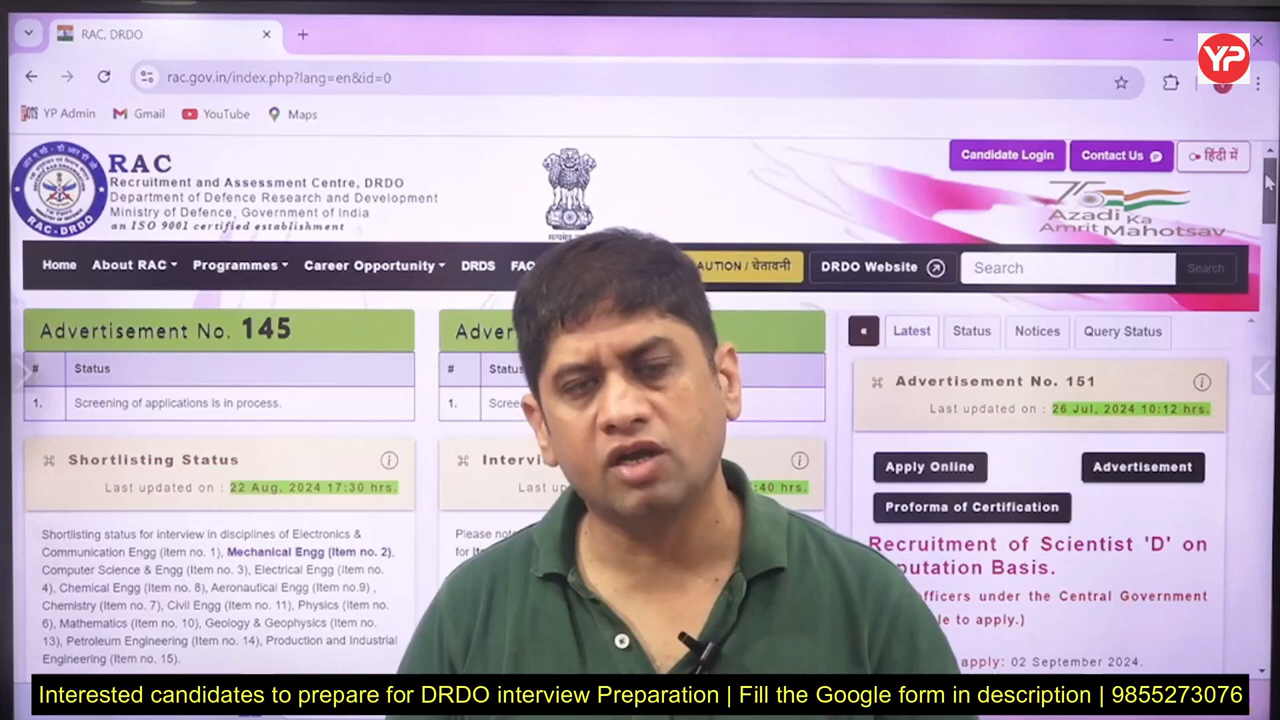 RAC, DRDO
YP
rac.gov.in/index.php?lang=en&id=0
YP Admin
Gmail
YouTube
Maps
RAC
Recruitment and Assessment Centre, DRDO
Department of Defence Research and Development
Ministry of Defence, Government of India
an ISO 9001 certified establishment
RAC-DRDO
Candidate Login
Contact Us
हिंदी में
Azadi Ka
Amrit Mahotsav
Home
About RAC
Programmes
Career Opportunity
DRDS
FAQ
AUTION / चेतावनी
DRDO Website
Search
Search
Advertisement No. 145
# Status
1. Screening of applications is in process.
Shortlisting Status
Last updated on : 22 Aug, 2024 17:30 hrs.
Shortlisting status for interview in disciplines of Electronics &
Communication Engg (item no. 1), Mechanical Engg (Item no. 2),
Computer Science & Engg (Item no. 3), Electrical Engg (Item no.
4), Chemical Engg (Item no. 8), Aeronautical Engg (Item no.9) ,
Chemistry (Item no. 7), Civil Engg (Item no. 11), Physics (Item no.
6), Mathematics (Item no. 10), Geology & Geophysics (Item no.
13), Petroleum Engineering (Item no. 14), Production and Industrial
Engineering (Item no. 15).
Adver
# Status
1. Scree
Intervi
Last up
:40 hrs.
Please note
for Ite
« Latest Status Notices Query Status
Advertisement No. 151
Last updated on : 26 Jul, 2024 10:12 hrs.
Apply Online
Advertisement
Proforma of Certification
Recruitment of Scientist 'D' on
putation Basis.
fficers under the Central Government
le to apply.)
apply: 02 September 2024.
Interested candidates to prepare for DRDO interview Preparation | Fill the Google form in description | 9855273076